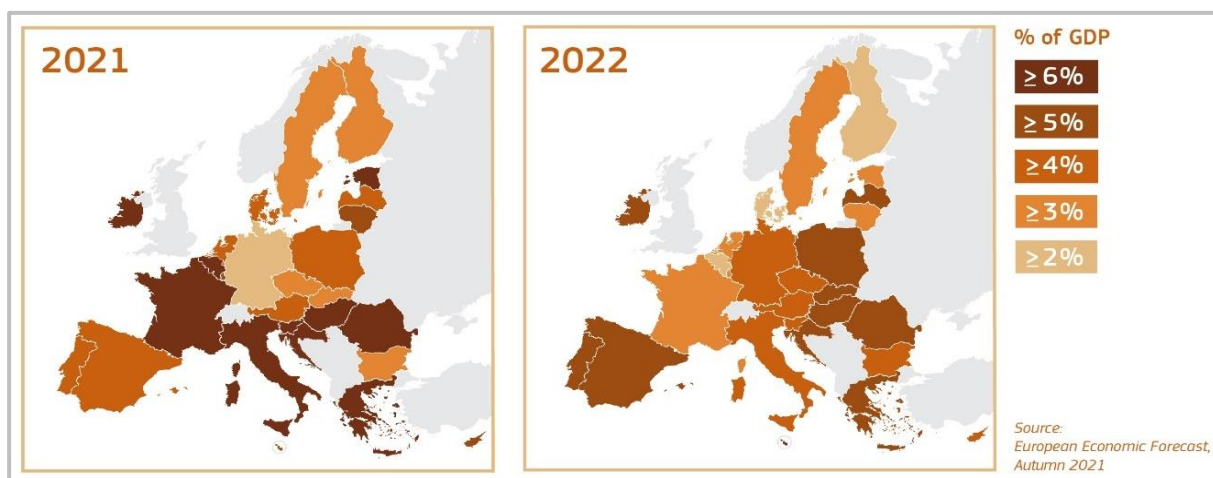 2021
2022
% of GDP
≥ 6%
≥ 5%
≥ 4%
≥ 3%
≥ 2%
Source:
European Economic Forecast,
Autumn 2021